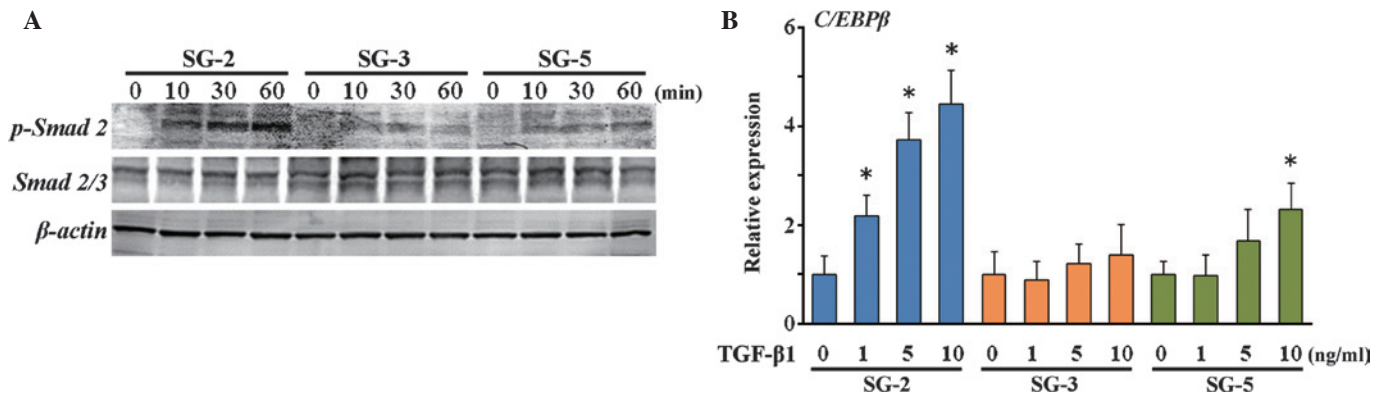 A
SG-2 SG-3 SG-5
0 10 30 60 0 10 30 60 0 10 30 60 (min)
p-Smad 2
Smad 2/3
β-actin
B
C/EBPβ
6
4
2
0
Relative expression
* * * *
TGF-β1 0 1 5 10 0 1 5 10 0 1 5 10 (ng/ml)
SG-2 SG-3 SG-5